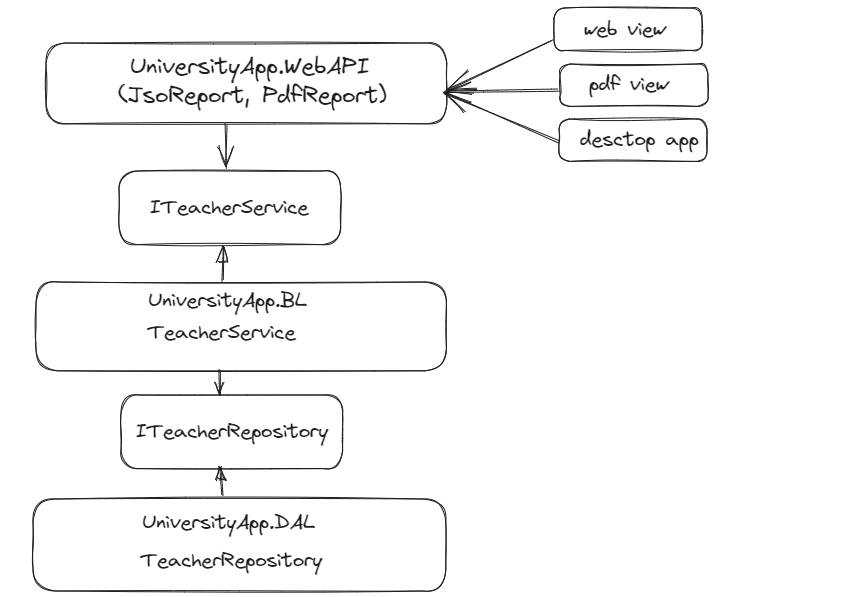 UniversityApp.WebAPI
(JsoReport, PdfReport)
web view
pdf view
desctop app
ITeacherService
UniversityApp.BL
TeacherService
ITeacherRepository
UniversityApp.DAL
TeacherRepository